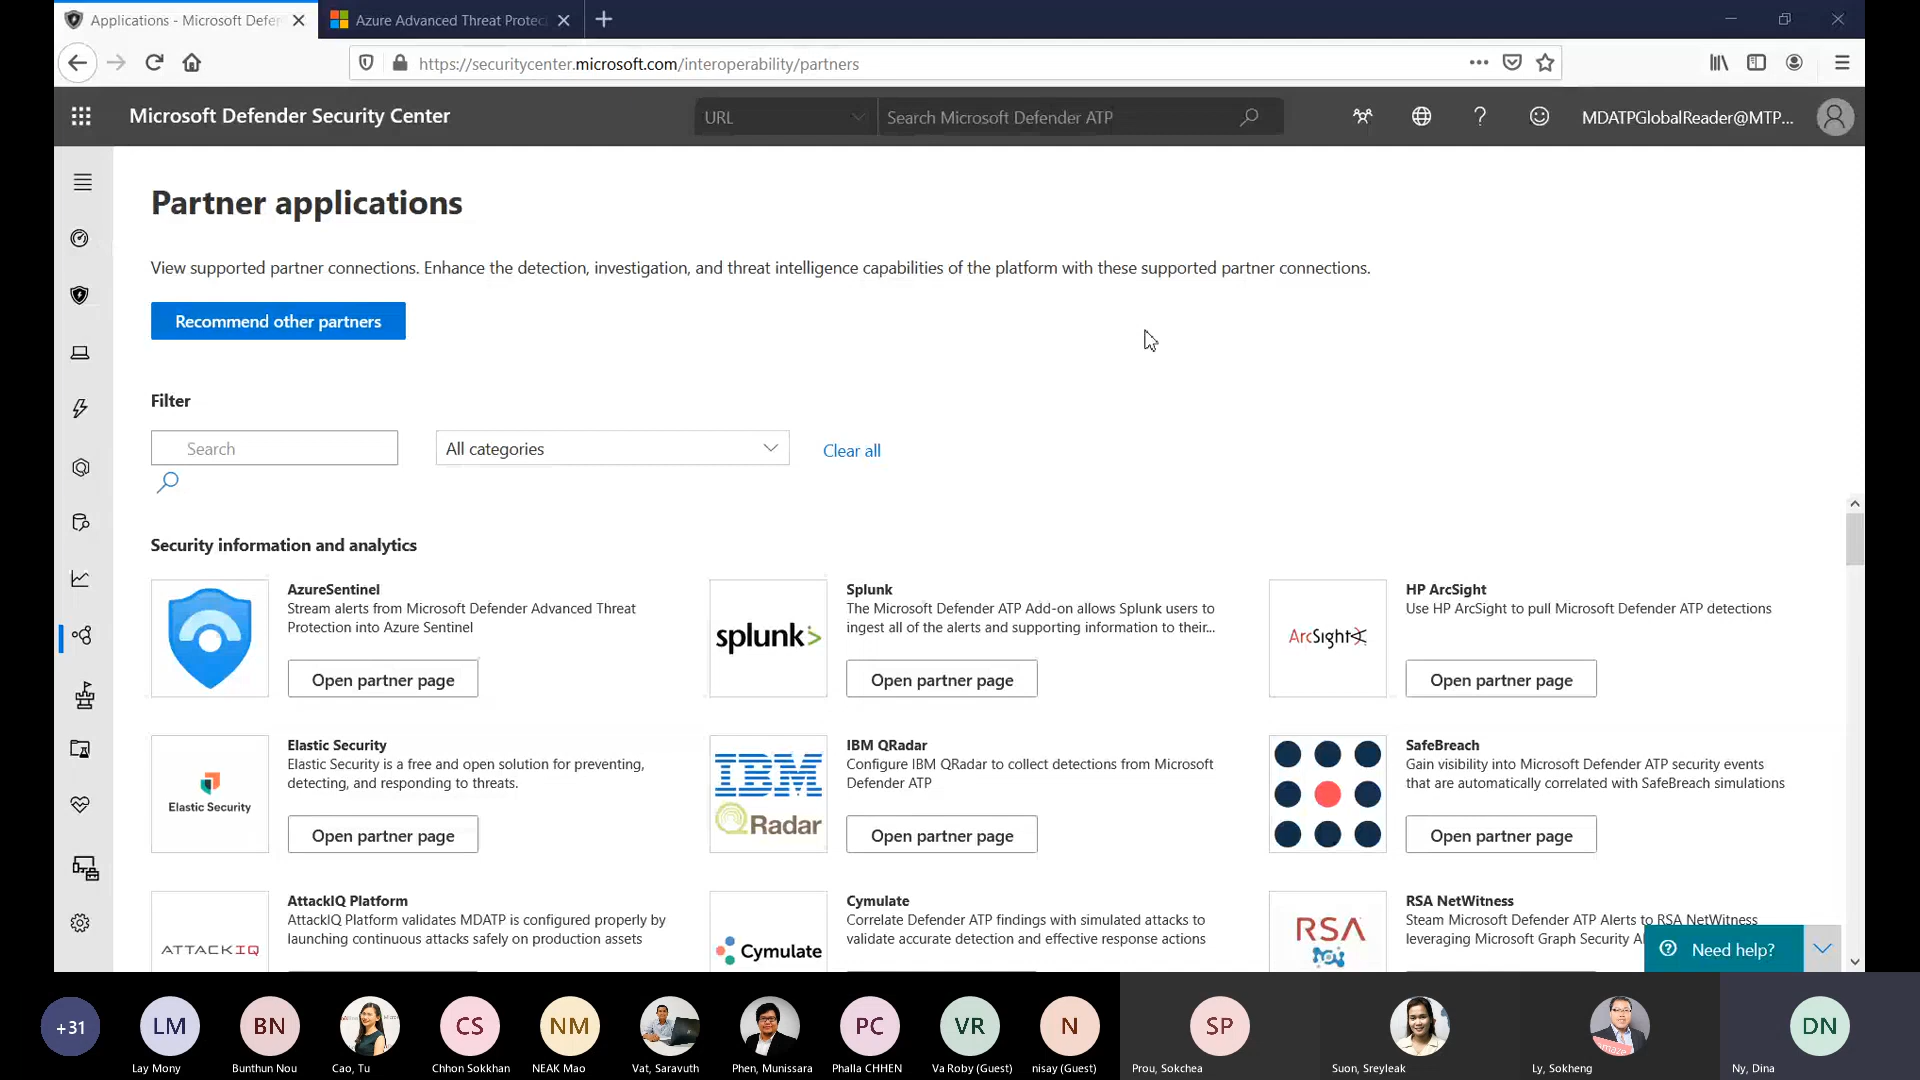 Applications - Microsoft Defen
Azure Advanced Threat Protec
https://securitycenter.microsoft.com/interoperability/partners
Microsoft Defender Security Center
URL
Search Microsoft Defender ATP
MDATPGlobalReader@MTP...
Partner applications
View supported partner connections. Enhance the detection, investigation, and threat intelligence capabilities of the platform with these supported partner connections.
Recommend other partners
Filter
Search
All categories
Clear all
Security information and analytics
AzureSentinel
Stream alerts from Microsoft Defender Advanced Threat
Protection into Azure Sentinel
Open partner page
splunk>
Splunk
The Microsoft Defender ATP Add-on allows Splunk users to
ingest all of the alerts and supporting information to their...
Open partner page
ArcSight
HP ArcSight
Use HP ArcSight to pull Microsoft Defender ATP detections
Open partner page
Elastic Security
Elastic Security
Elastic Security is a free and open solution for preventing,
detecting, and responding to threats.
Open partner page
IBM
QRadar
IBM QRadar
Configure IBM QRadar to collect detections from Microsoft
Defender ATP
Open partner page
SafeBreach
Gain visibility into Microsoft Defender ATP security events
that are automatically correlated with SafeBreach simulations
Open partner page
ATTACKIQ
AttackIQ Platform
AttackIQ Platform validates MDATP is configured properly by
launching continuous attacks safely on production assets
Cymulate
Cymulate
Correlate Defender ATP findings with simulated attacks to
validate accurate detection and effective response actions
RSA
RSA NetWitness
Steam Microsoft Defender ATP Alerts to RSA NetWitness
leveraging Microsoft Graph Security
Need help?
+31
LM
BN
CS
NM
PC
VR
N
SP
DN
Lay Mony
Bunthun Nou
Cao, Tu
Chhon Sokkhan
NEAK Mao
Vat, Saravuth
Phen, Munissara
Phalla CHHEN
Va Roby (Guest)
nisay (Guest)
Prou, Sokchea
Suon, Sreyleak
Ly, Sokheng
Ny, Dina